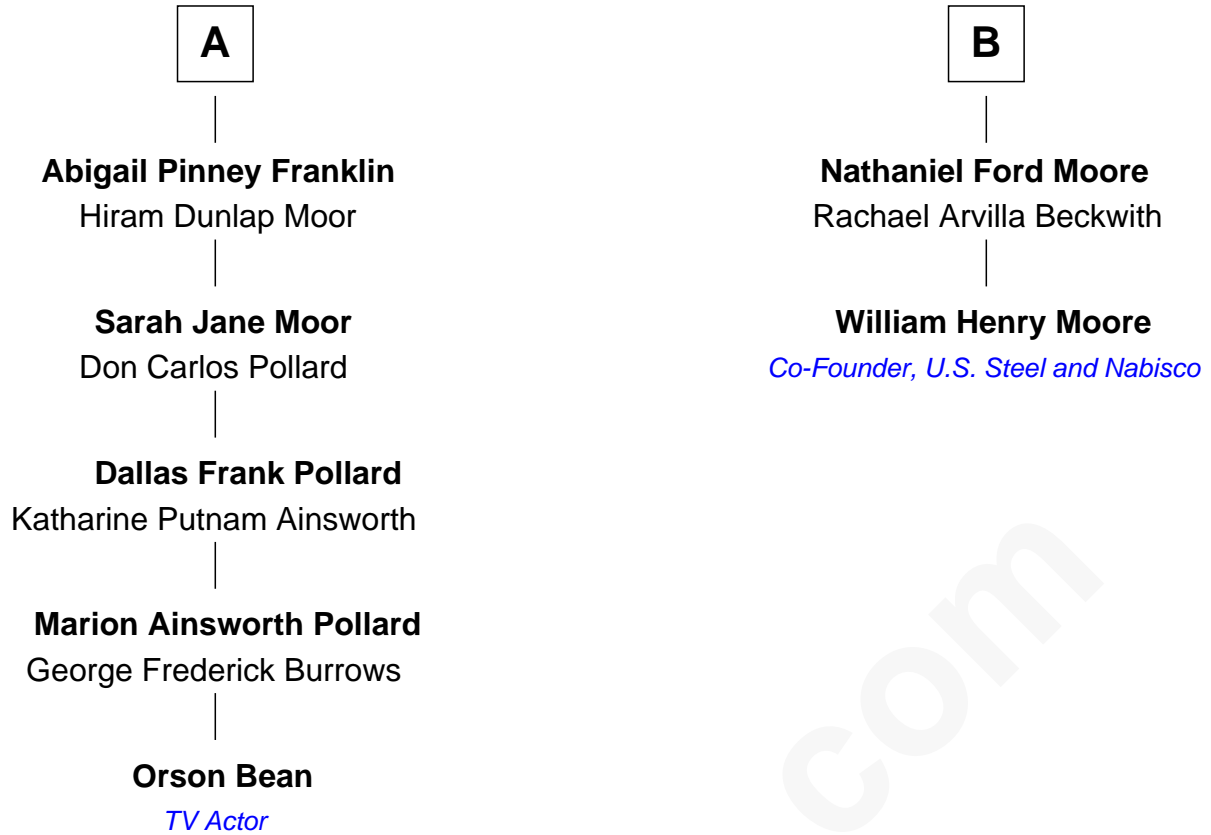 A
Abigail Pinney Franklin
Hiram Dunlap Moor
Sarah Jane Moor
Don Carlos Pollard
Dallas Frank Pollard
Katharine Putnam Ainsworth
Marion Ainsworth Pollard
George Frederick Burrows
Orson Bean
TV Actor
B
Nathaniel Ford Moore
Rachael Arvilla Beckwith
William Henry Moore
Co-Founder, U.S. Steel and Nabisco
com